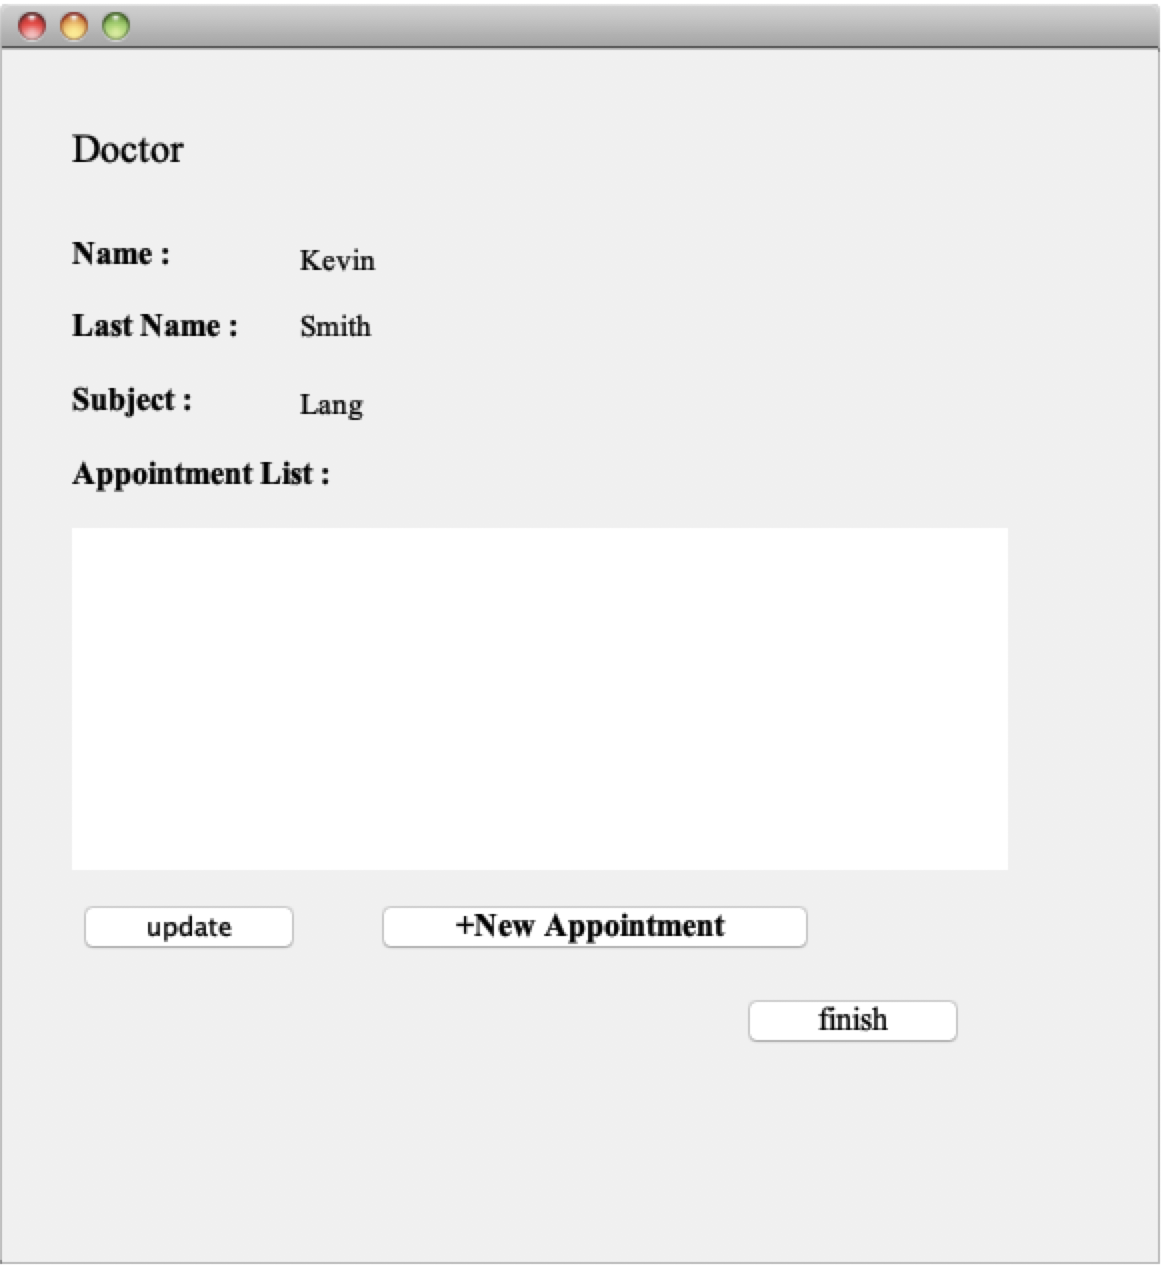 Doctor
Name : Kevin
Last Name : Smith
Subject : Lang
Appointment List :
update +New Appointment
finish